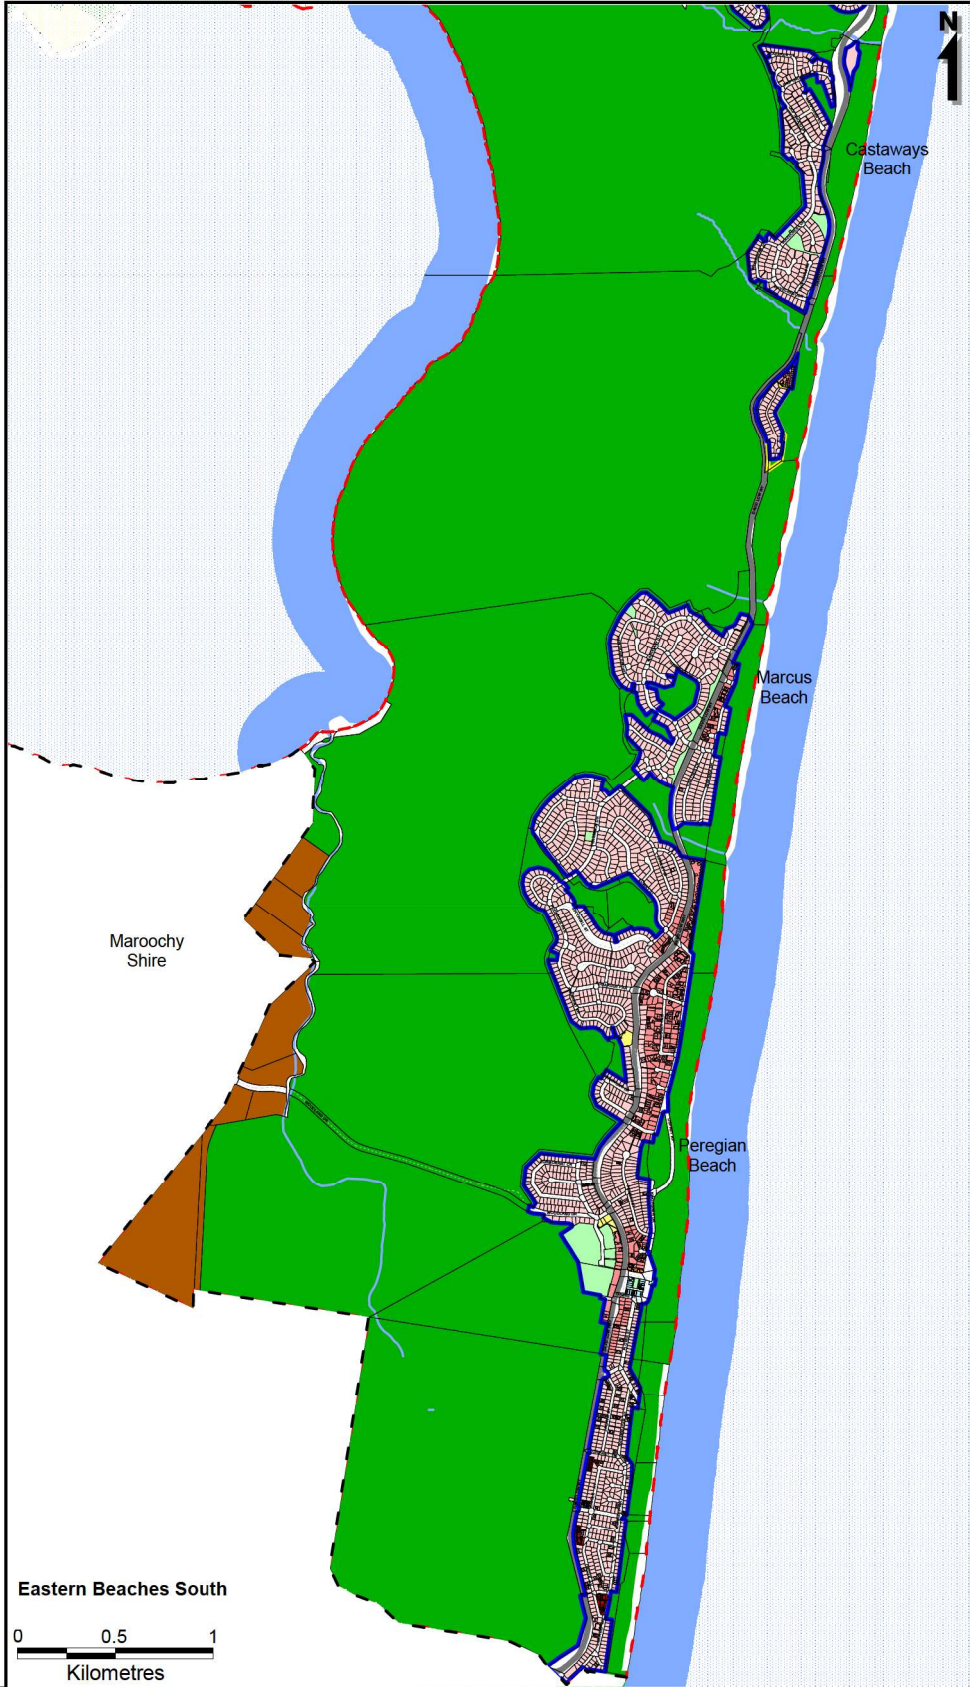 N
Castaways
Beach
Marcus
Beach
Maroochy
Shire
Peregian
Beach
Eastern Beaches South
0 0.5 1
Kilometres